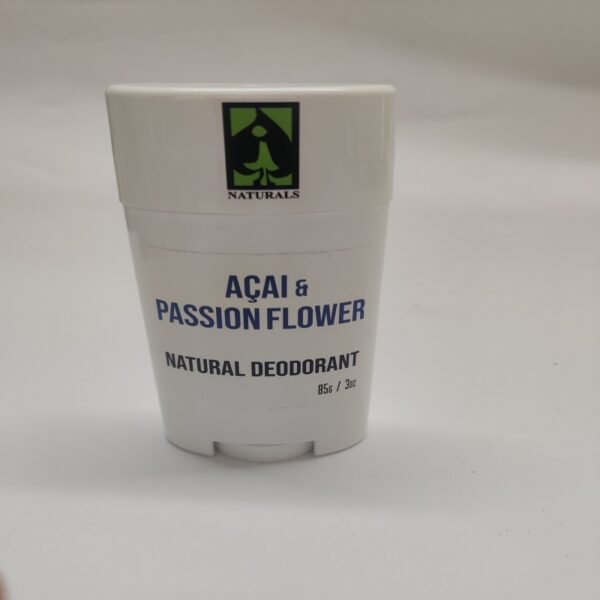 NATURALS
AÇAI &
PASSION FLOWER
NATURAL DEODORANT
85G / 3OZ